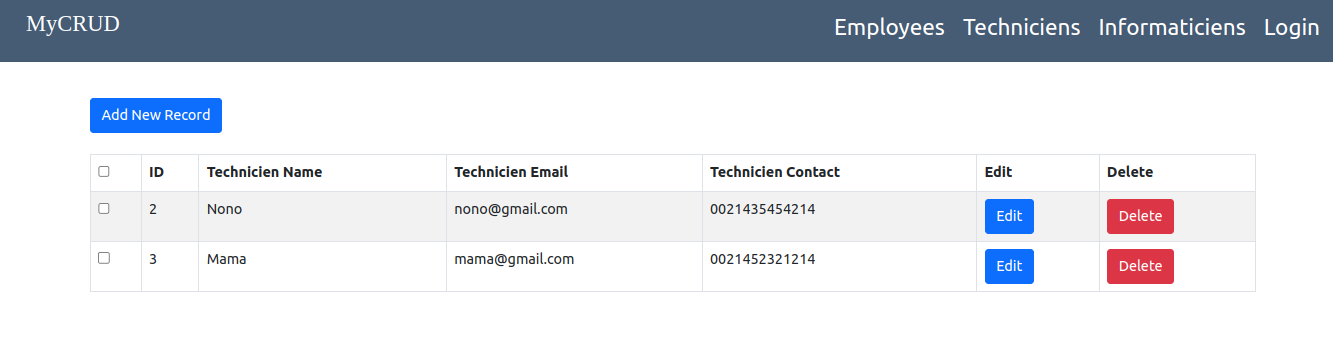 MyCRUD
Employees Techniciens Informaticiens Login
Add New Record
ID Technicien Name Technicien Email Technicien Contact Edit Delete
2 Nono nono@gmail.com 0021435454214 Edit Delete
3 Mama mama@gmail.com 0021452321214 Edit Delete